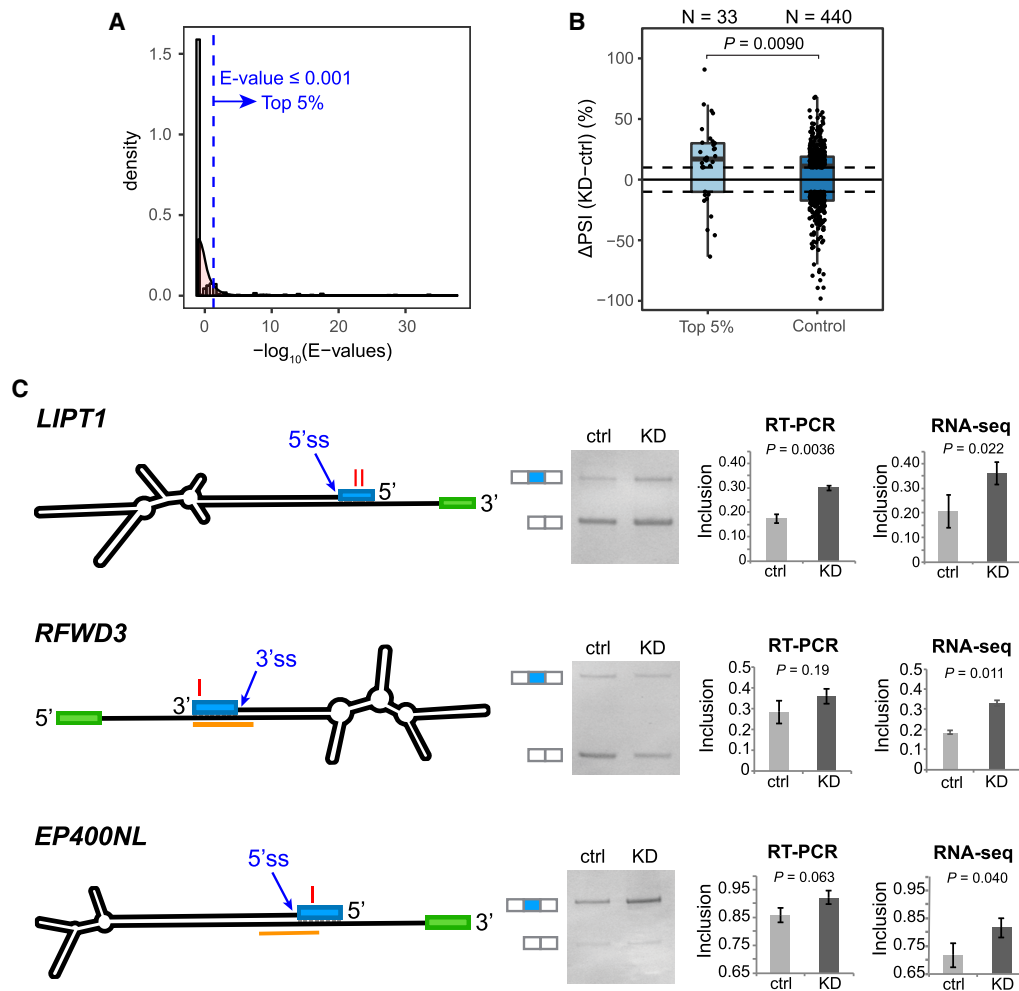 A
density
1.5
1.0
0.5
0.0
E−value ≤ 0.001
Top 5%
0 10 20 30
−log10(E−values)
B
N = 33 N = 440
P = 0.0090
ΔPSI (KD−ctrl) (%)
100
50
0
−50
−100
Top 5% Control
C
LIPT1
5'ss
II
5'
3'
ctrl KD
RT-PCR
P = 0.0036
Inclusion
0.40
0.30
0.20
0.10
0
ctrl KD
RNA-seq
P = 0.022
Inclusion
0.40
0.30
0.20
0.10
0
ctrl KD
RFWD3
I
3'ss
3'
5'
ctrl KD
RT-PCR
P = 0.19
Inclusion
0.5
0.4
0.3
0.2
0.1
0
ctrl KD
RNA-seq
P = 0.011
Inclusion
0.5
0.4
0.3
0.2
0.1
0
ctrl KD
EP400NL
5'ss
I
5'
3'
ctrl KD
RT-PCR
P = 0.063
Inclusion
0.95
0.85
0.75
0.65
ctrl KD
RNA-seq
P = 0.040
Inclusion
0.95
0.85
0.75
0.65
ctrl KD